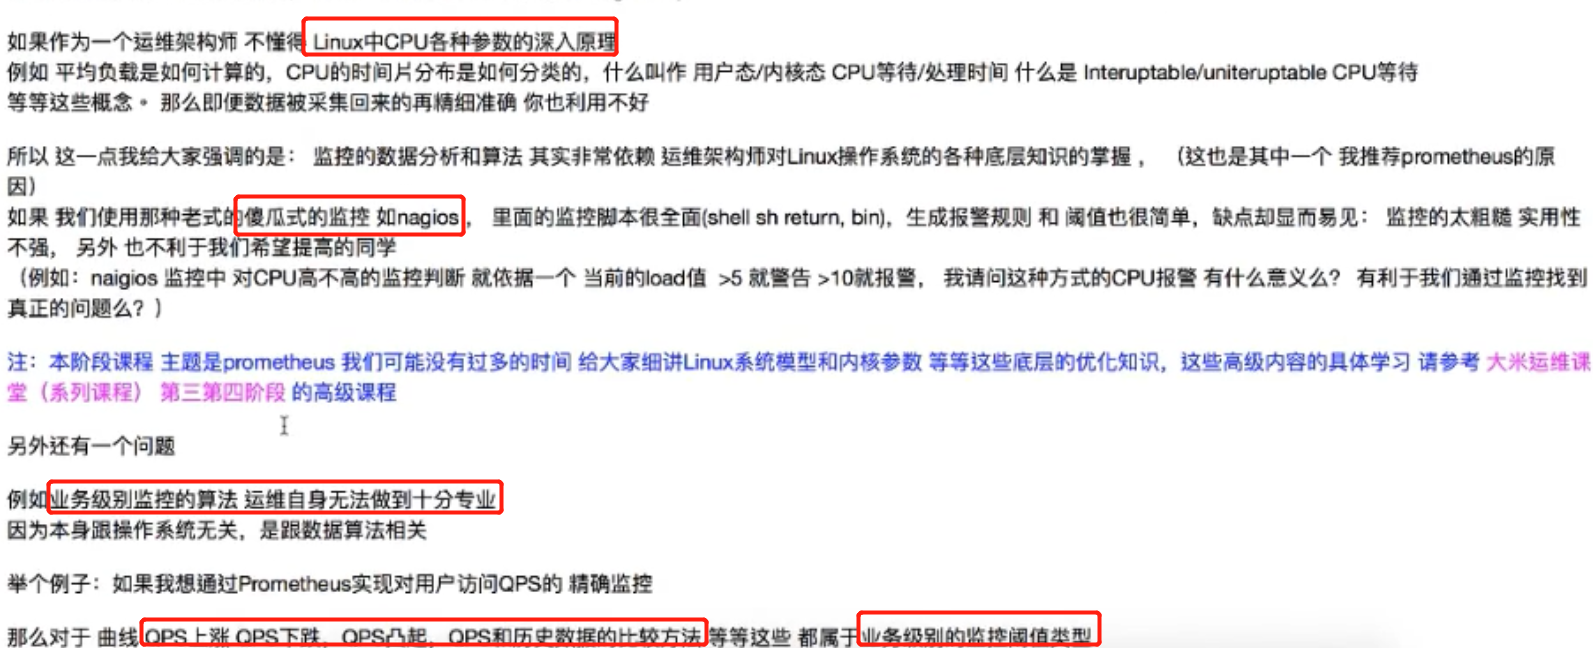 如果作为一个运维架构师 不懂得 Linux中CPU各种参数的深入原理
例如 平均负载是如何计算的，CPU的时间片分布是如何分类的，什么叫作 用户态/内核态 CPU等待/处理时间 什么是 Interuptable/uniteruptable CPU等待
等等这些概念。 那么即便数据被采集回来的再精细准确 你也利用不好
所以 这一点我给大家强调的是： 监控的数据分析和算法 其实非常依赖 运维架构师对Linux操作系统的各种底层知识的掌握 ， （这也是其中一个 我推荐prometheus的原
因）
如果 我们使用那种老式的傻瓜式的监控 如nagios ， 里面的监控脚本很全面(shell sh return, bin)，生成报警规则 和 阈值也很简单，缺点却显而易见： 监控的太粗糙 实用性
不强， 另外 也不利于我们希望提高的同学
（例如：naigios 监控中 对CPU高不高的监控判断 就依据一个 当前的load值 >5 就警告 >10就报警， 我请问这种方式的CPU报警 有什么意义么？ 有利于我们通过监控找到
真正的问题么？)
注：本阶段课程 主题是prometheus 我们可能没有过多的时间 给大家细讲Linux系统模型和内核参数 等等这些底层的优化知识，这些高级内容的具体学习 请参考 大米运维课
堂（系列课程） 第三第四阶段 的高级课程
另外还有一个问题
例如业务级别监控的算法 运维自身无法做到十分专业
因为本身跟操作系统无关，是跟数据算法相关
举个例子：如果我想通过Prometheus实现对用户访问QPS的 精确监控
那么对于 曲线 QPS上涨 QPS下跌，QPS凸起，QPS和历史数据的比较方法 等等这些 都属于 业务级别的监控阈值类型